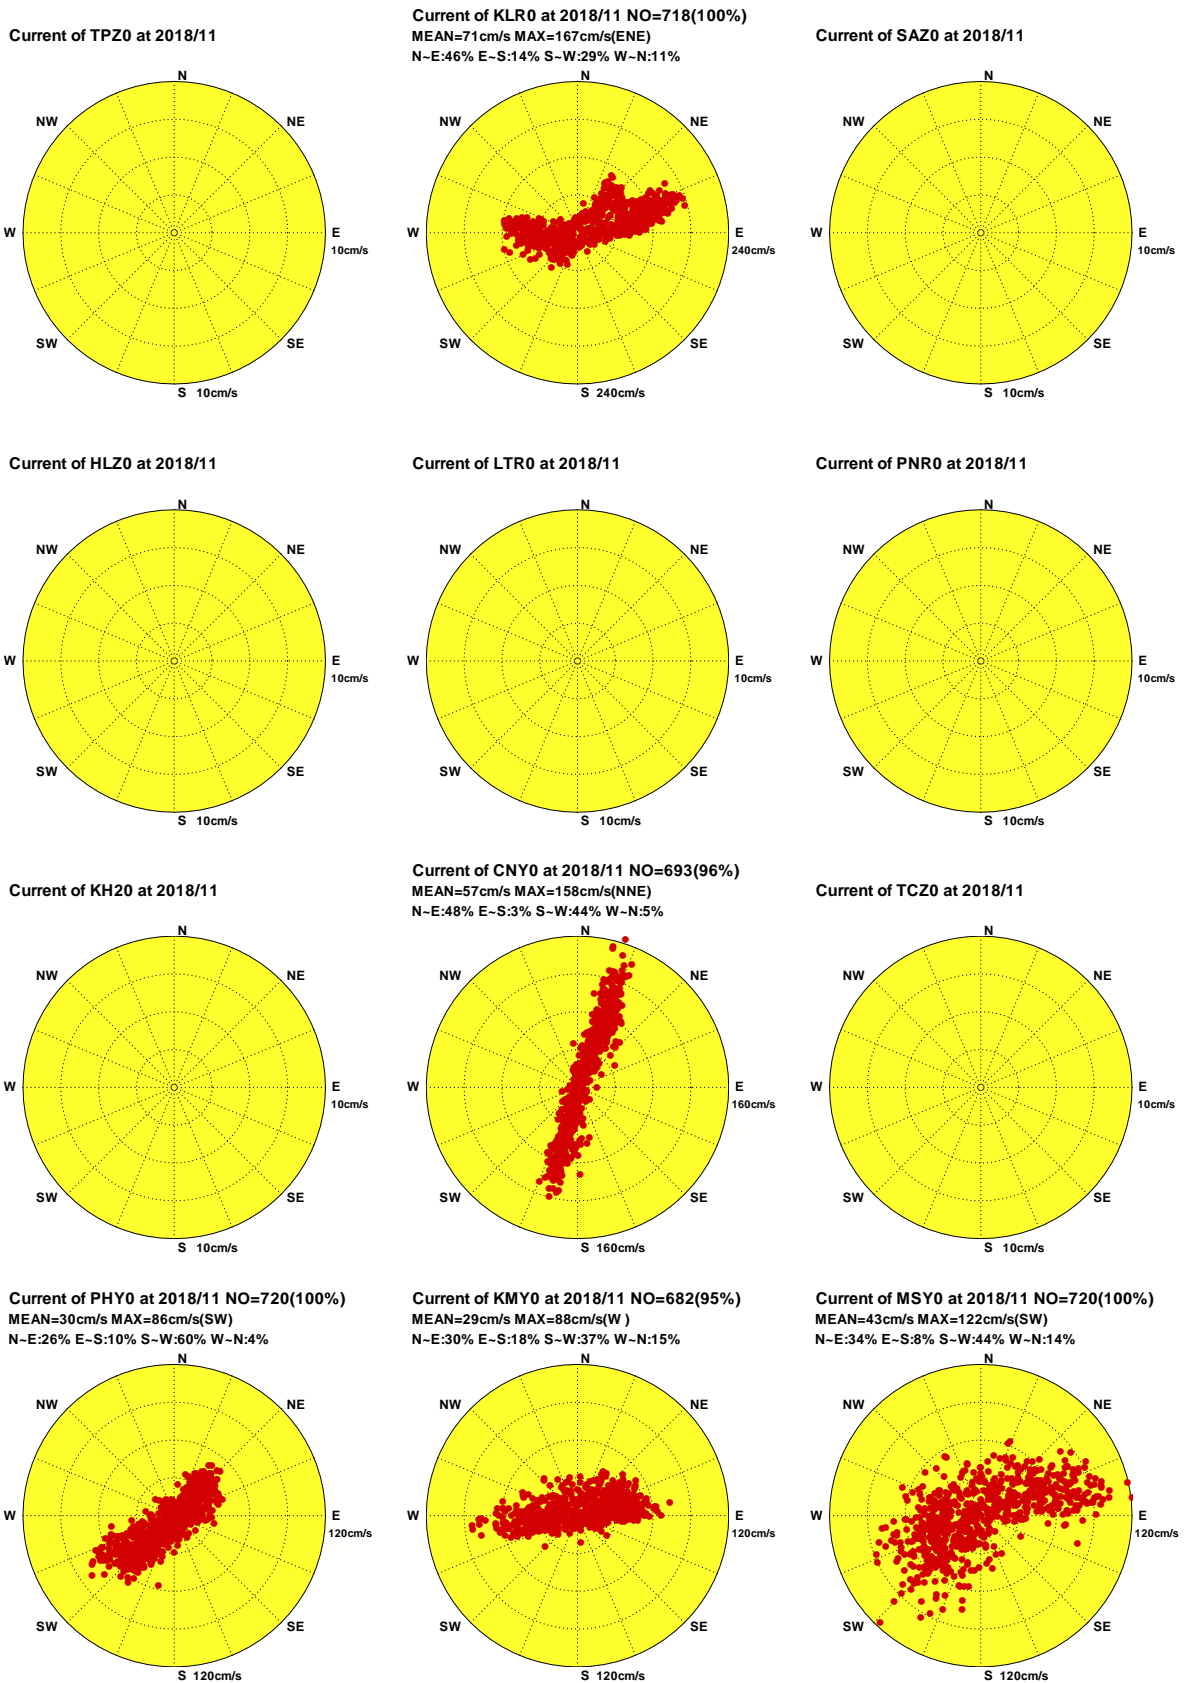 Current of TPZ0 at 2018/11
N
NW
NE
W
E
10cm/s
SW
SE
S 10cm/s
Current of KLR0 at 2018/11 NO=718(100%)
MEAN=71cm/s MAX=167cm/s(ENE)
N~E:46% E~S:14% S~W:29% W~N:11%
N
NW
NE
W
E
240cm/s
SW
SE
S 240cm/s
Current of SAZ0 at 2018/11
N
NW
NE
W
E
10cm/s
SW
SE
S 10cm/s
Current of HLZ0 at 2018/11
N
NW
NE
W
E
10cm/s
SW
SE
S 10cm/s
Current of LTR0 at 2018/11
N
NW
NE
W
E
10cm/s
SW
SE
S 10cm/s
Current of PNR0 at 2018/11
N
NW
NE
W
E
10cm/s
SW
SE
S 10cm/s
Current of KH20 at 2018/11
N
NW
NE
W
E
10cm/s
SW
SE
S 10cm/s
Current of CNY0 at 2018/11 NO=693(96%)
MEAN=57cm/s MAX=158cm/s(NNE)
N~E:48% E~S:3% S~W:44% W~N:5%
N
NW
NE
W
E
160cm/s
SW
SE
S 160cm/s
Current of TCZ0 at 2018/11
N
NW
NE
W
E
10cm/s
SW
SE
S 10cm/s
Current of PHY0 at 2018/11 NO=720(100%)
MEAN=30cm/s MAX=86cm/s(SW)
N~E:26% E~S:10% S~W:60% W~N:4%
N
NW
NE
W
E
120cm/s
SW
SE
S 120cm/s
Current of KMY0 at 2018/11 NO=682(95%)
MEAN=29cm/s MAX=88cm/s(W )
N~E:30% E~S:18% S~W:37% W~N:15%
N
NW
NE
W
E
120cm/s
SW
SE
S 120cm/s
Current of MSY0 at 2018/11 NO=720(100%)
MEAN=43cm/s MAX=122cm/s(SW)
N~E:34% E~S:8% S~W:44% W~N:14%
N
NW
NE
W
E
120cm/s
SW
SE
S 120cm/s